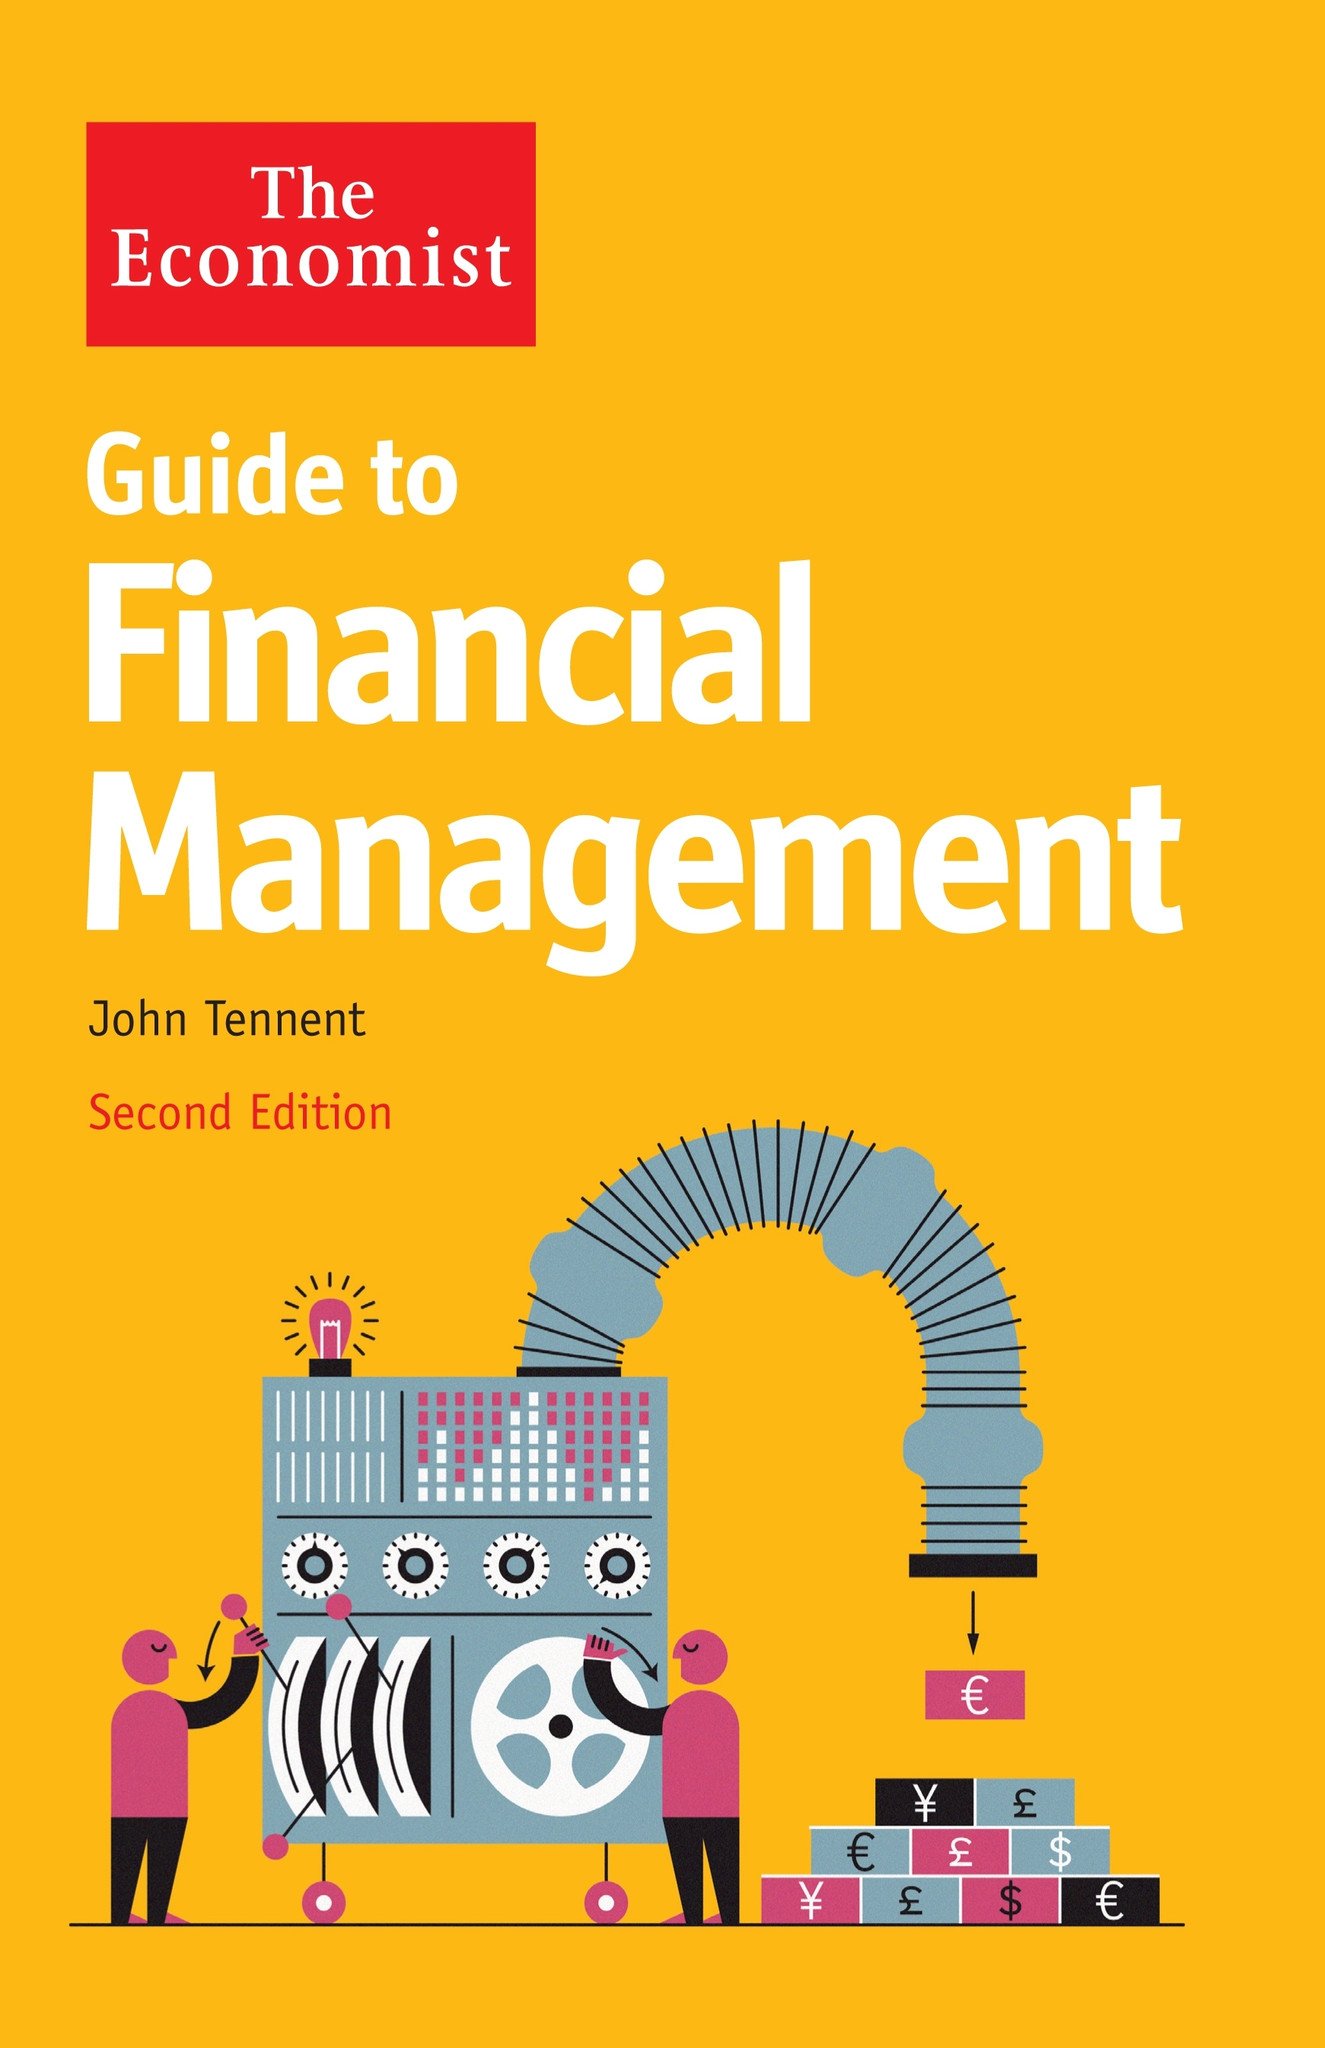 The
Economist
Guide to
Financial
Management
John Tennent
Second Edition
€
¥ £
€ £ $
¥ £ $ €